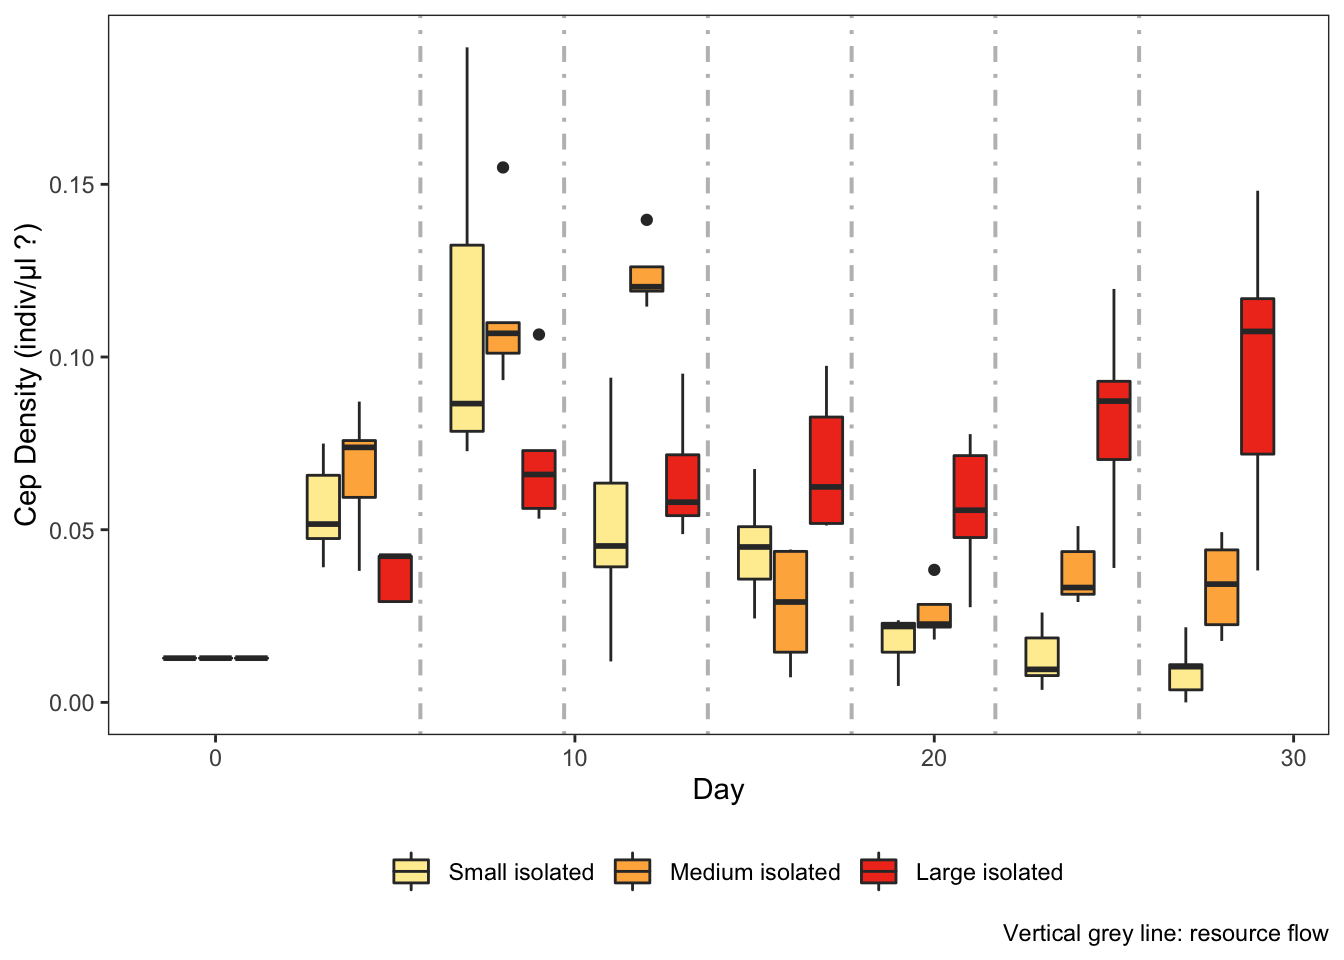 Cep Density (indiv/µl ?)
0.15
0.10
0.05
0.00
0 10 20 30
Day
Small isolated Medium isolated Large isolated
Vertical grey line: resource flow